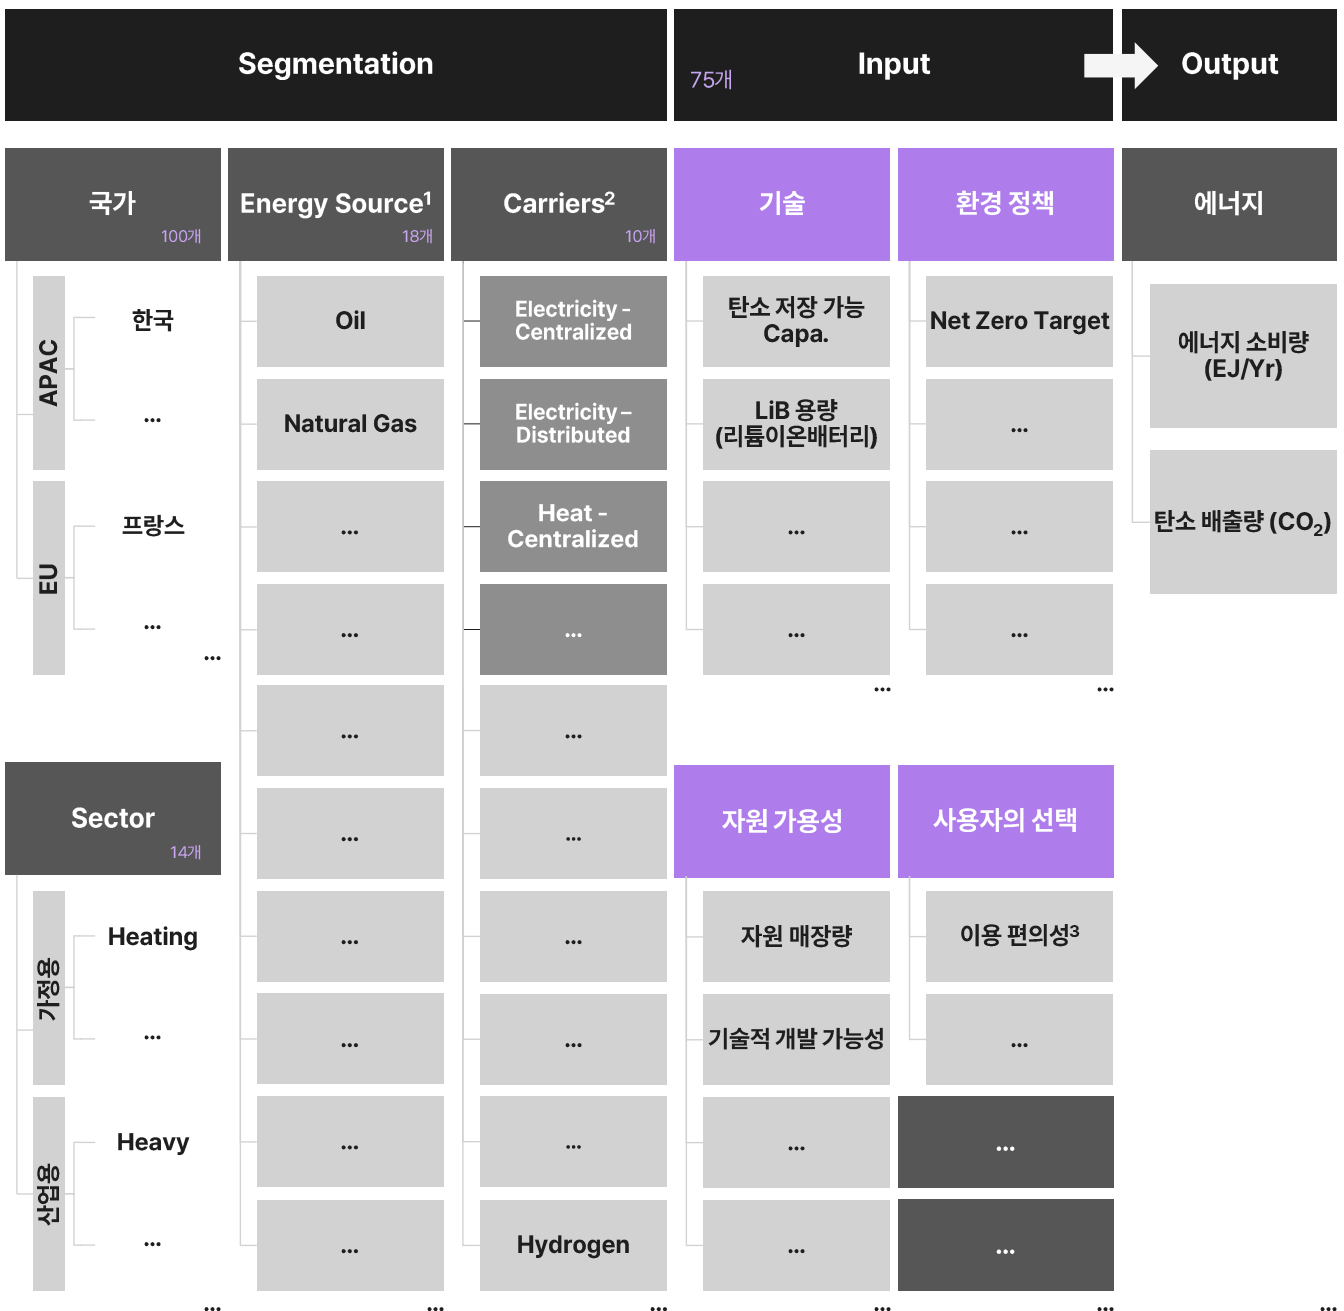 Segmentation
75개
Input
Output
국가
100개
Energy Source¹
18개
Carriers²
10개
기술
환경 정책
에너지
APAC
한국
...
EU
프랑스
...
...
Oil
Natural Gas
...
...
...
...
...
...
...
...
...
Electricity -
Centralized
Electricity –
Distributed
Heat -
Centralized
...
...
...
...
...
...
Hydrogen
...
탄소 저장 가능
Capa.
LiB 용량
(리튬이온배터리)
...
...
...
Net Zero Target
...
...
...
...
에너지 소비량
(EJ/Yr)
탄소 배출량 (CO₂)
Sector
14개
가정용
Heating
...
산업용
Heavy
...
...
자원 가용성
자원 매장량
기술적 개발 가능성
...
...
...
사용자의 선택
이용 편의성³
...
...
...
...
...